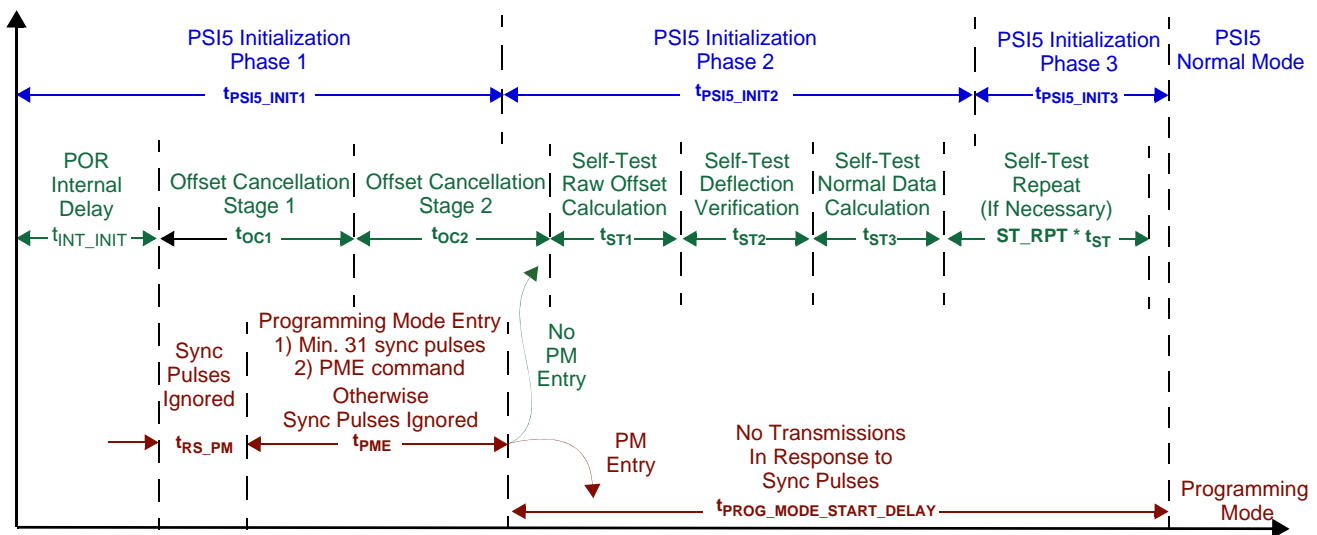 PSI5 Initialization
Phase 1
tPSI5_INIT1
PSI5 Initialization
Phase 2
tPSI5_INIT2
PSI5 Initialization
Phase 3
tPSI5_INIT3
PSI5
Normal Mode
POR
Internal
Delay
tINT_INIT
Offset Cancellation
Stage 1
tOC1
Offset Cancellation
Stage 2
tOC2
Self-Test
Raw Offset
Calculation
tST1
Self-Test
Deflection
Verification
tST2
Self-Test
Normal Data
Calculation
tST3
Self-Test
Repeat
(If Necessary)
ST_RPT * tST
Sync
Pulses
Ignored
tRS_PM
Programming Mode Entry
1) Min. 31 sync pulses
2) PME command
Otherwise
Sync Pulses Ignored
tPME
No
PM
Entry
PM
Entry
No Transmissions
In Response to
Sync Pulses
tPROG_MODE_START_DELAY
Programming
Mode